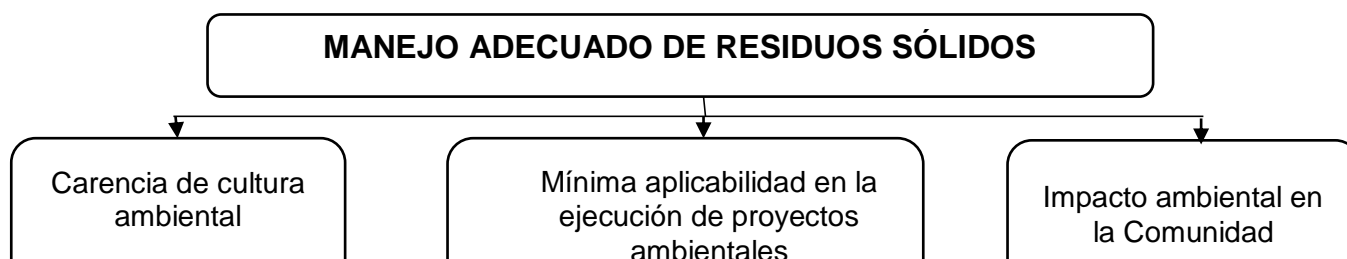 MANEJO ADECUADO DE RESIDUOS SÓLIDOS
Carencia de cultura
ambiental
Mínima aplicabilidad en la
ejecución de proyectos
ambientales
Impacto ambiental en
la Comunidad